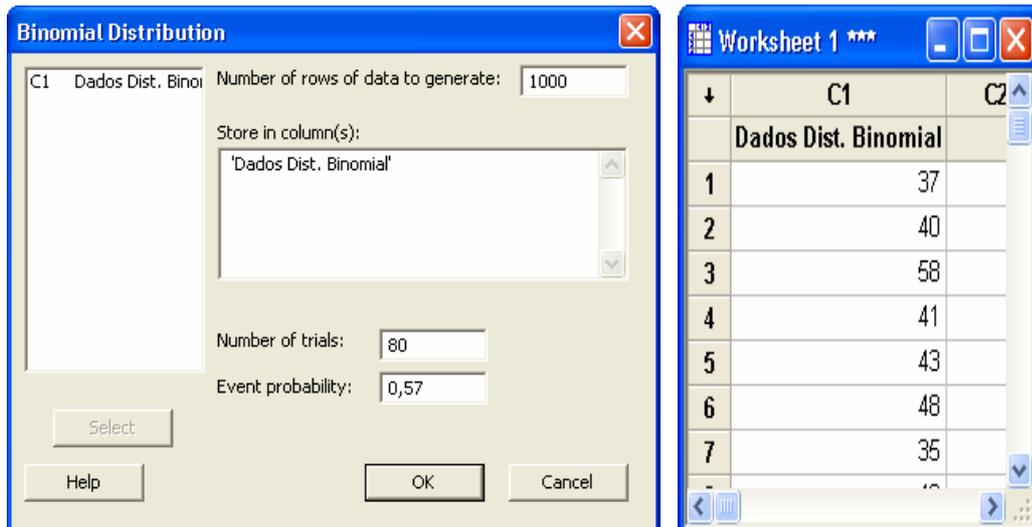 Binomial Distribution
C1 Dados Dist. Binor
Number of rows of data to generate: 1000
Store in column(s):
'Dados Dist. Binomial'
Number of trials: 80
Event probability: 0,57
Select
Help
OK
Cancel
Worksheet 1 ***
C1 C2
Dados Dist. Binomial
1 37
2 40
3 58
4 41
5 43
6 48
7 35